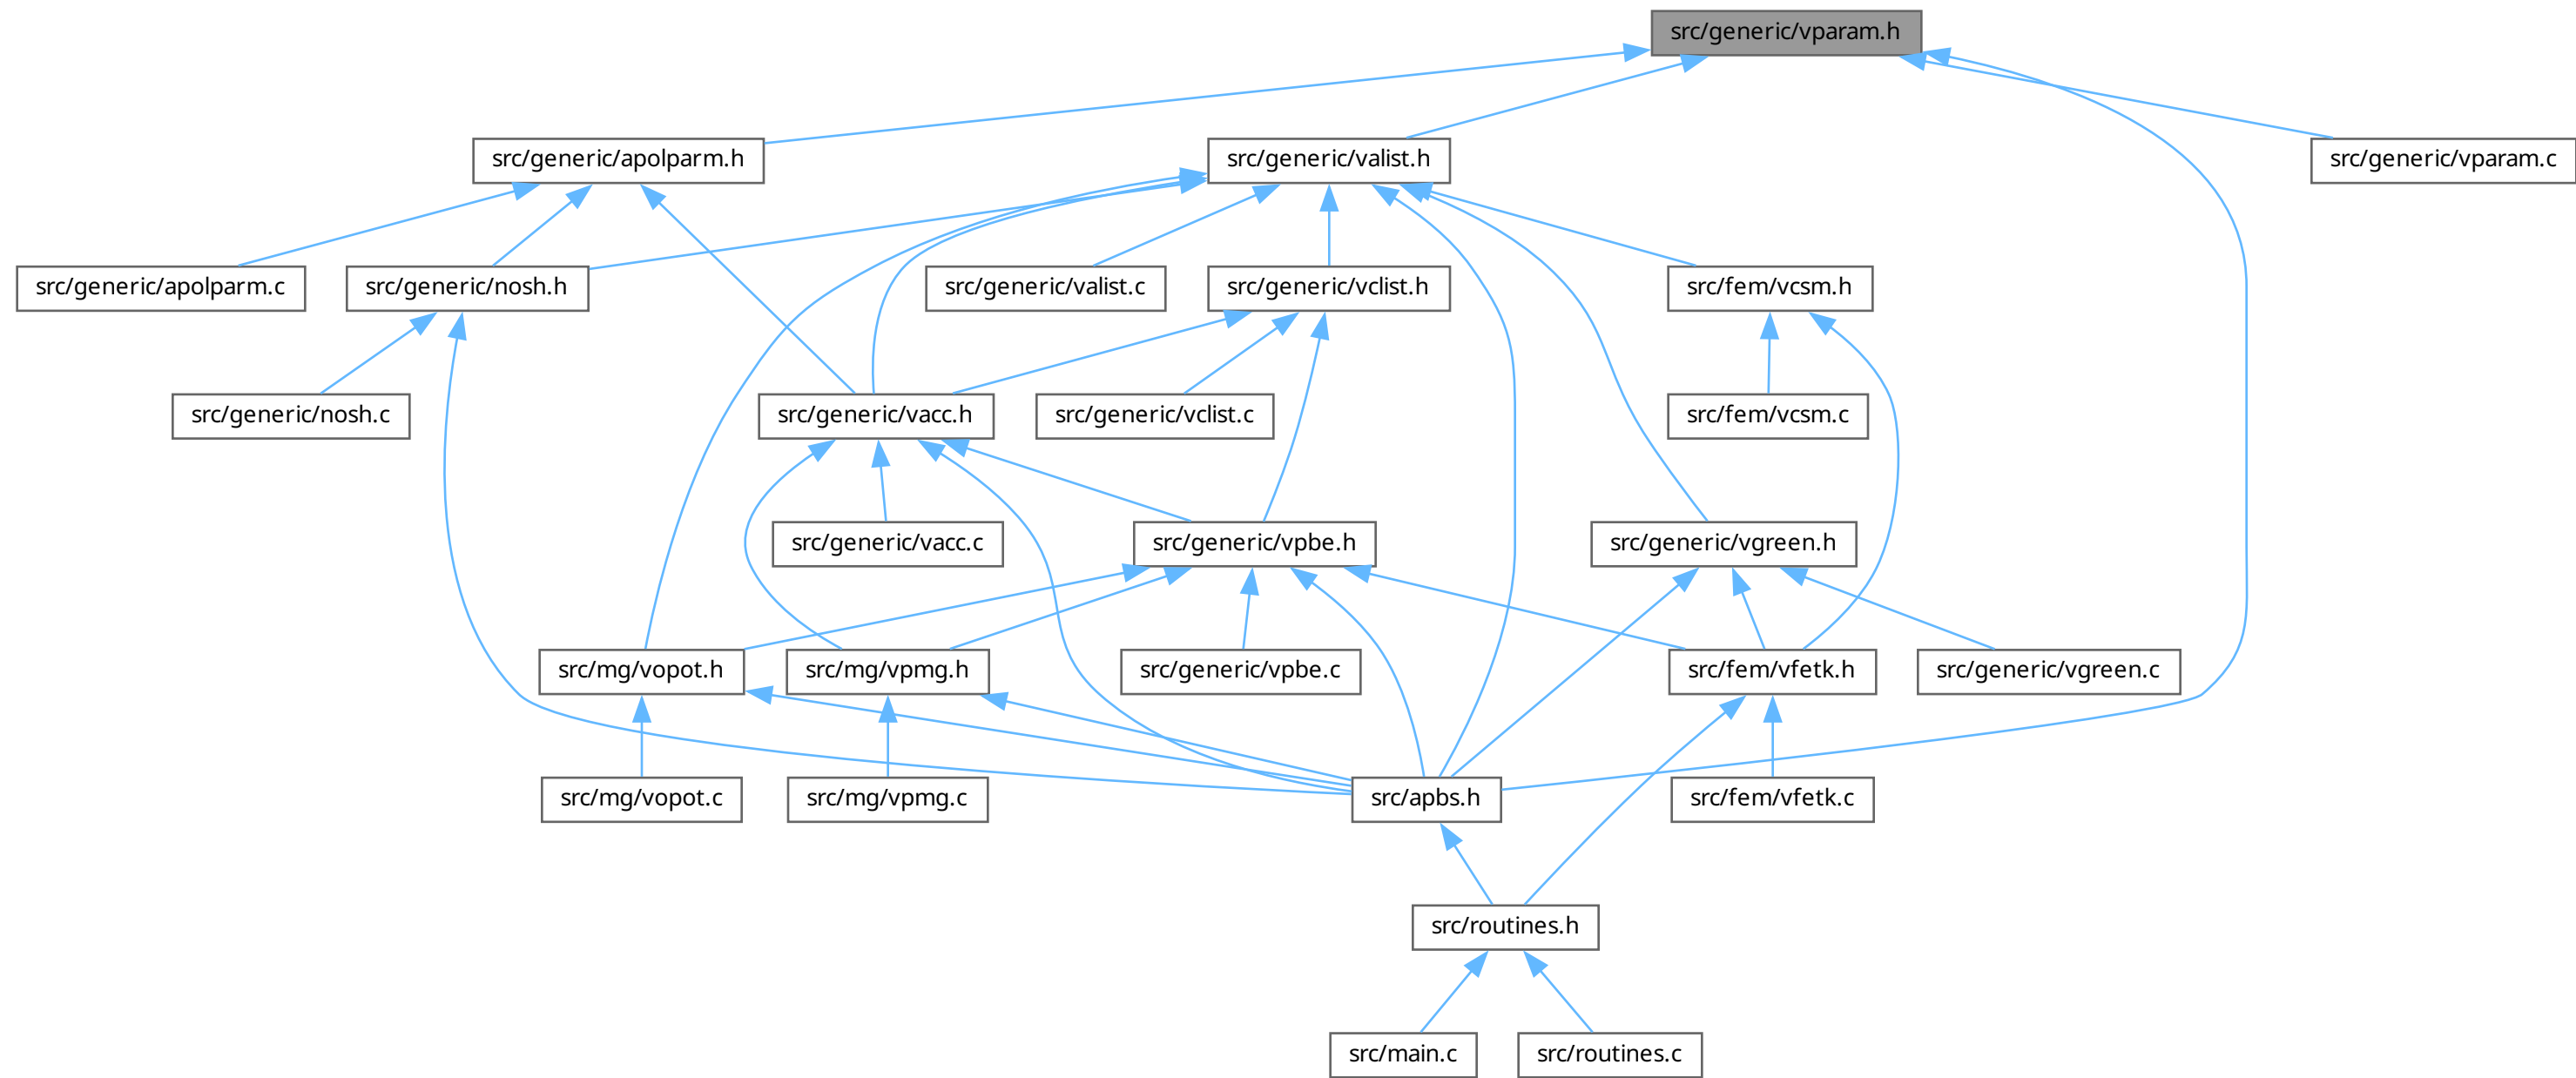 src/generic/vparam.h
src/generic/apolparm.h
src/generic/valist.h
src/generic/vparam.c
src/generic/apolparm.c
src/generic/nosh.h
src/generic/valist.c
src/generic/vclist.h
src/fem/vcsm.h
src/generic/nosh.c
src/generic/vacc.h
src/generic/vclist.c
src/fem/vcsm.c
src/generic/vacc.c
src/generic/vpbe.h
src/generic/vgreen.h
src/mg/vopot.h
src/mg/vpmg.h
src/generic/vpbe.c
src/fem/vfetk.h
src/generic/vgreen.c
src/mg/vopot.c
src/mg/vpmg.c
src/apbs.h
src/fem/vfetk.c
src/routines.h
src/main.c
src/routines.c